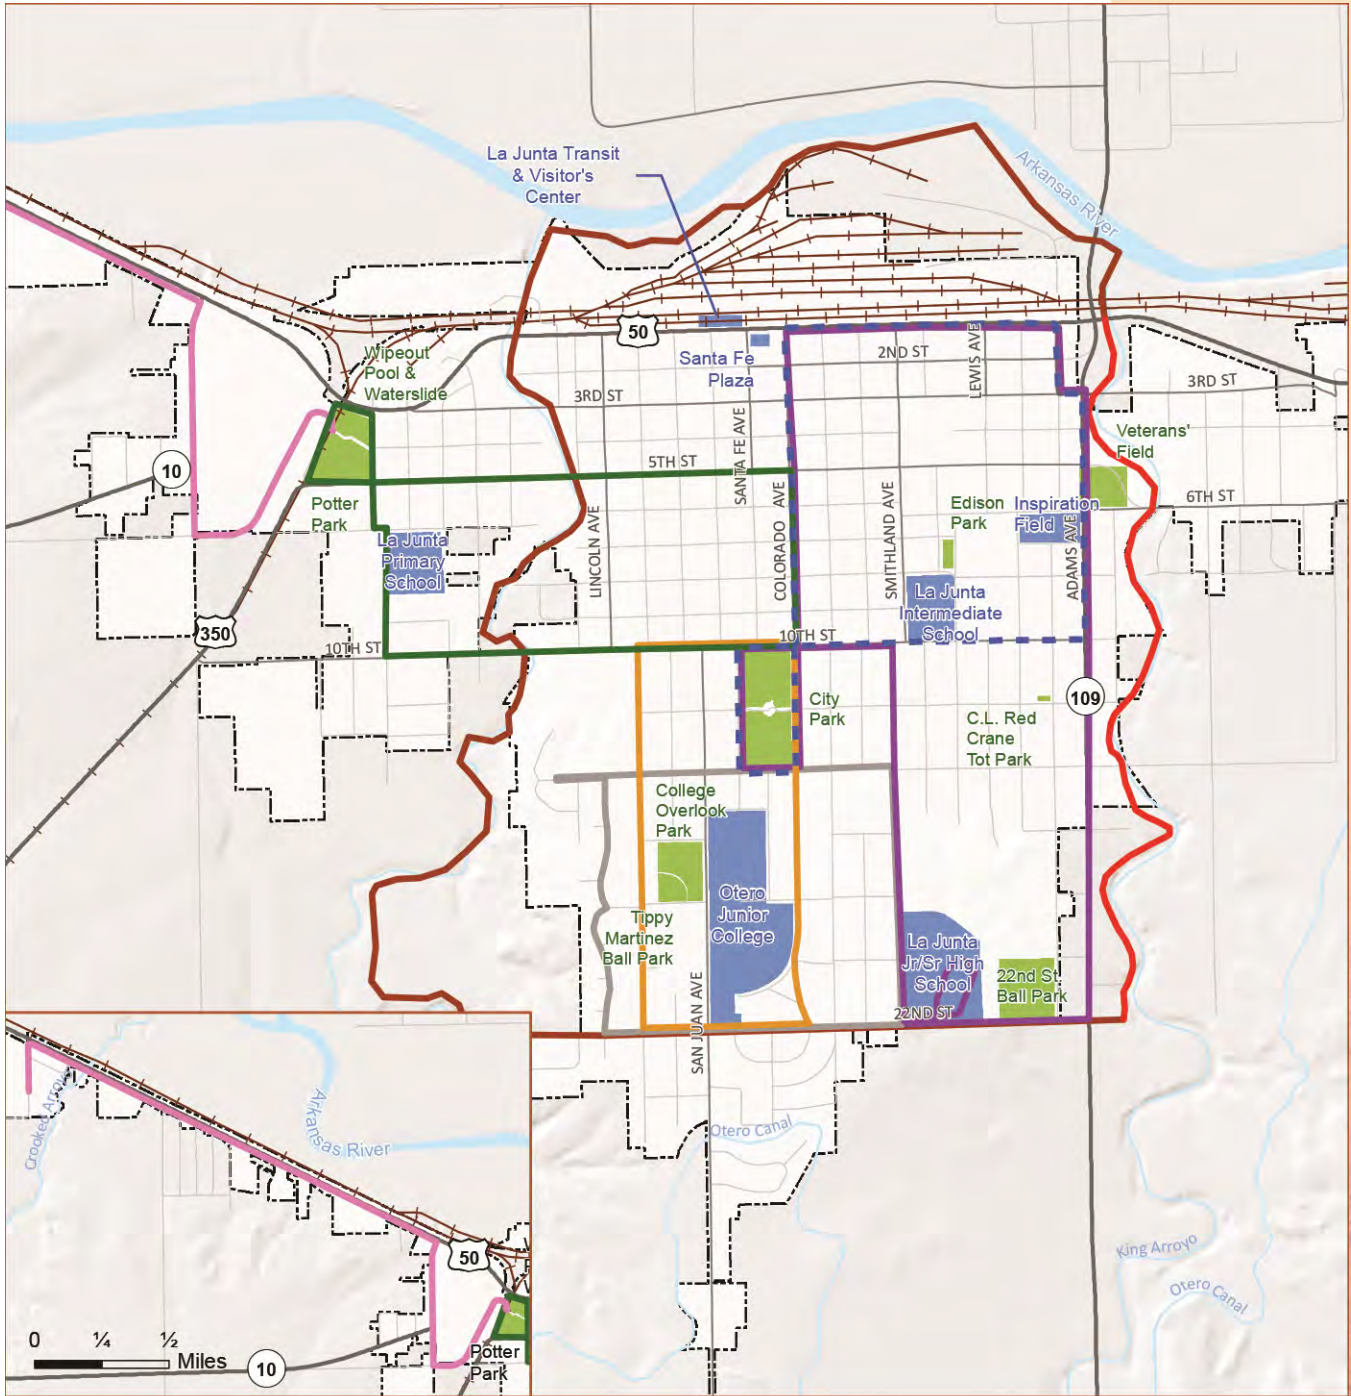 La Junta Transit
& Visitor's
Center
Arkansas River
50
Santa Fe
Plaza
2ND ST
LEWIS AVE
Wipeout
Pool &
Waterslide
3RD ST
3RD ST
SANTA FE AVE
Veterans'
Field
10
5TH ST
6TH ST
Potter
Park
LINCOLN AVE
COLORADO AVE
SMITHLAND AVE
Edison
Park
Inspiration
Field
ADAMS AVE
La Junta
Primary
School
La Junta
Intermediate
School
350
10TH ST
10TH ST
City
Park
109
C.L. Red
Crane
Tot Park
College
Overlook
Park
Otero
Junior
College
Tippy
Martinez
Ball Park
La Junta
Jr/Sr High
School
22nd St.
Ball Park
22ND ST
SAN JUAN AVE
Otero Canal
King Arroyo
Otero Canal
Crooked Arroyo
Arkansas River
50
0 ¼ ½
Miles
10
Potter
Park